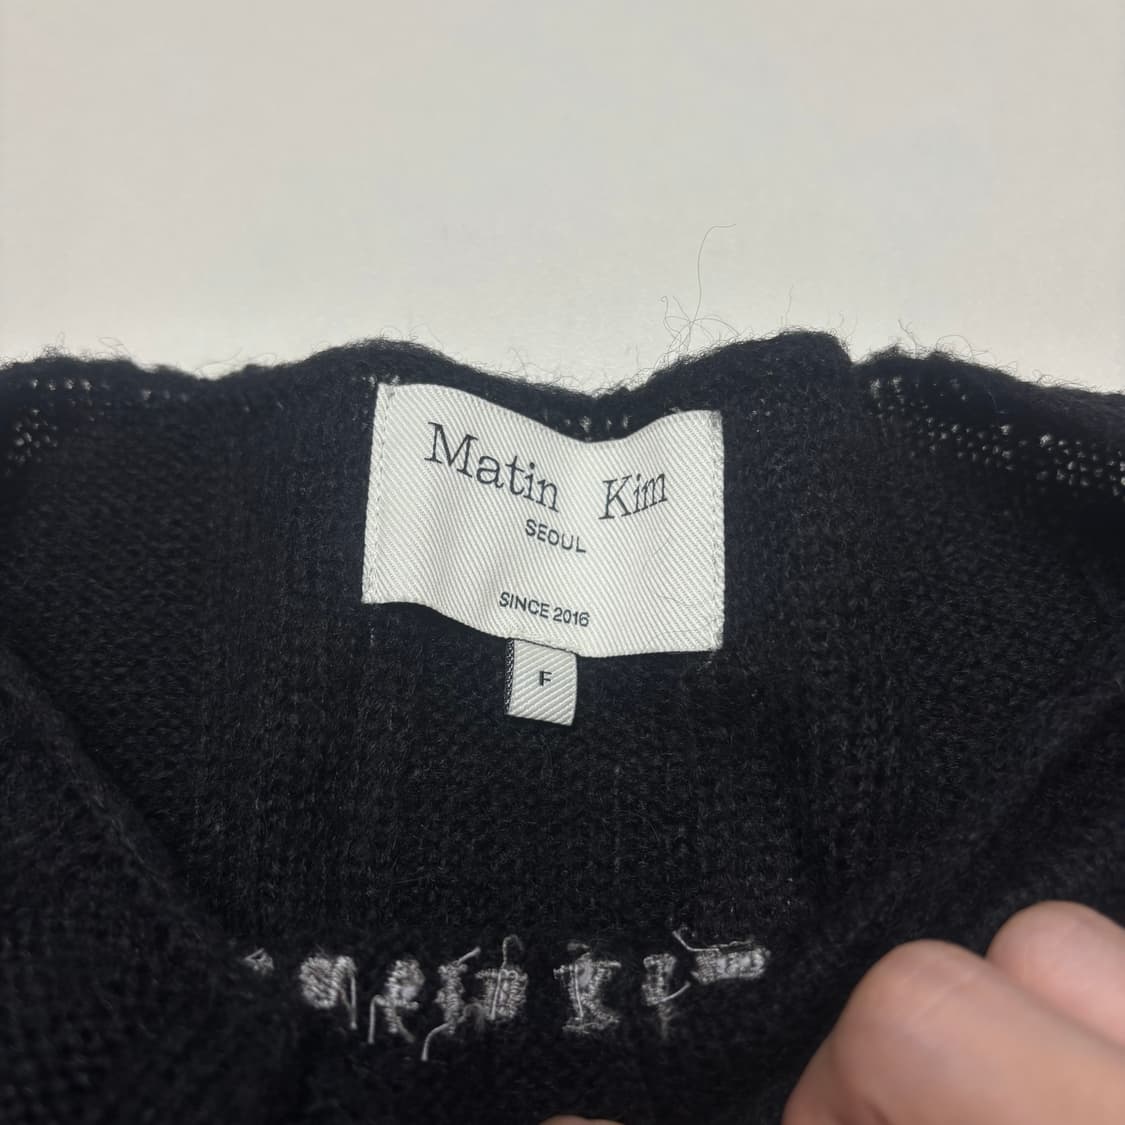 Matin Kim
SEOUL
SINCE 2016
F